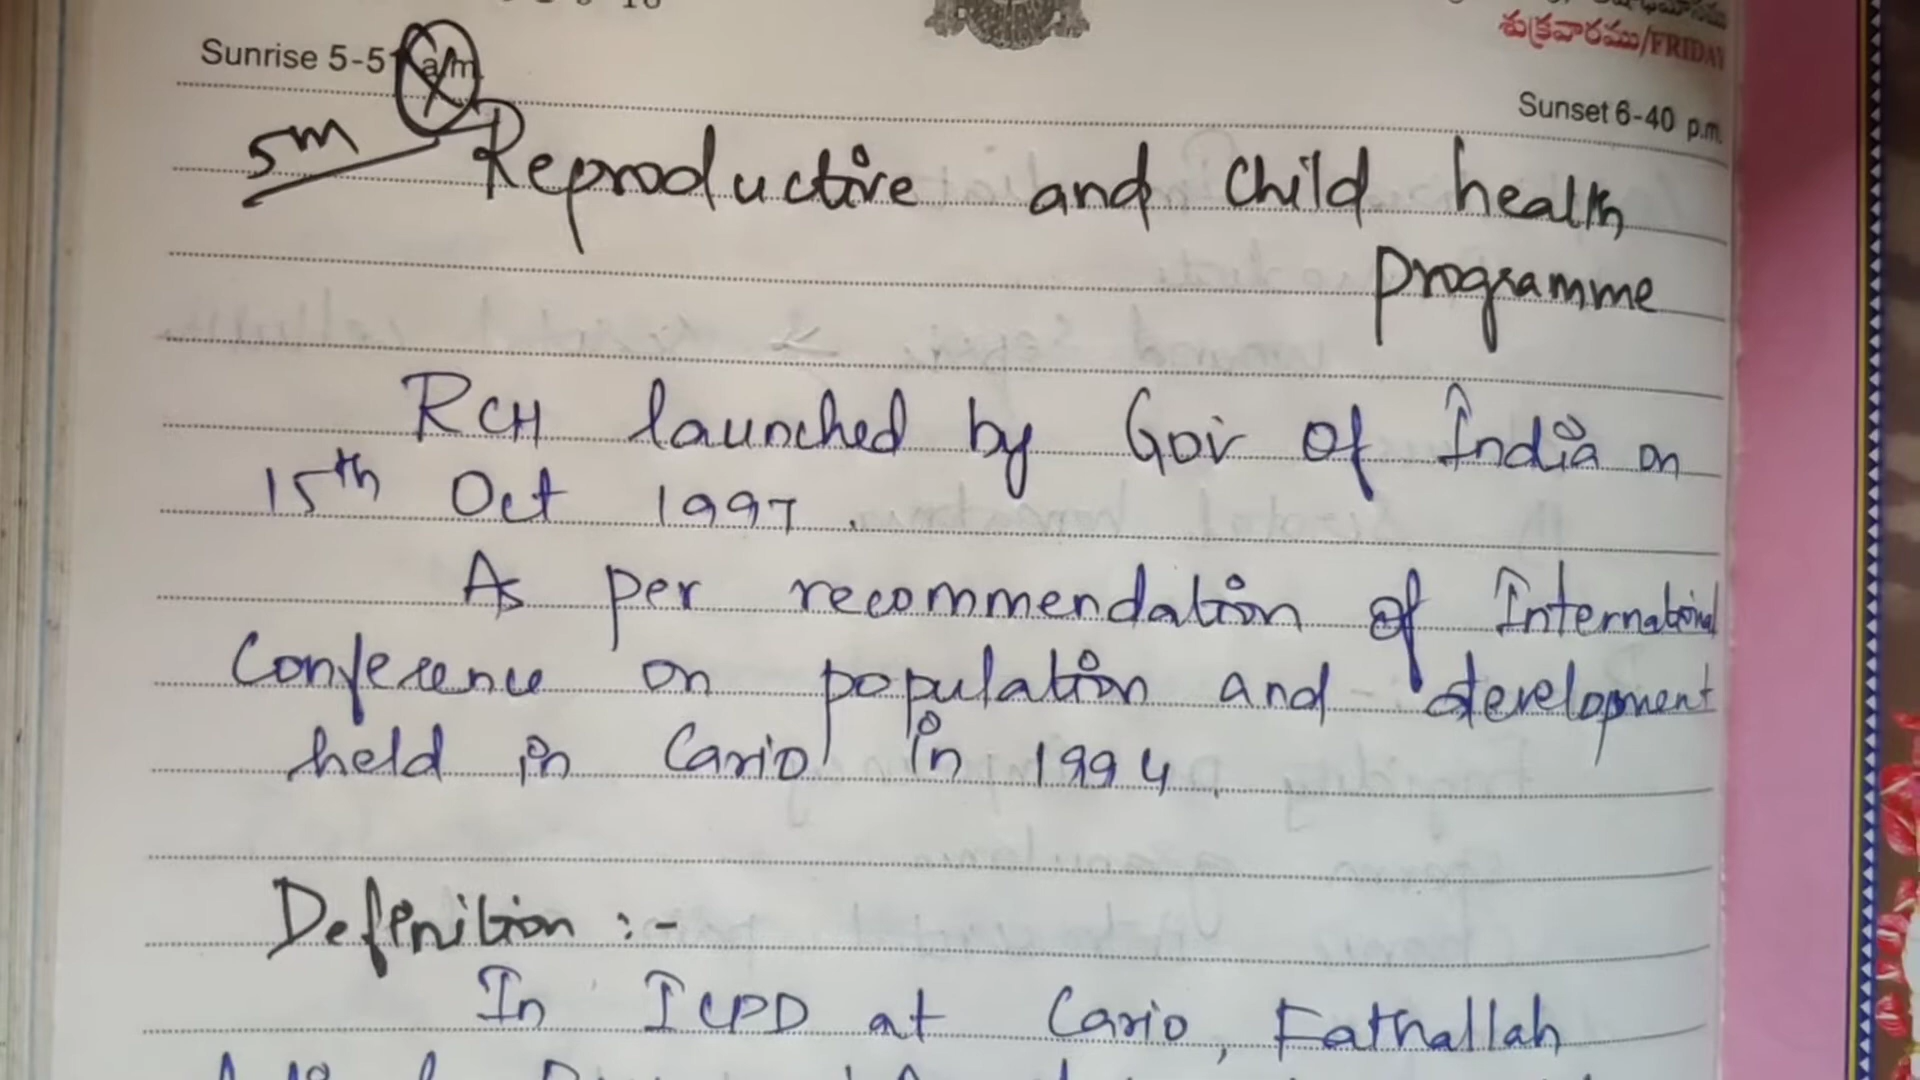 Sunrise 5-5
a/m
శుక్రవారము/FRIDAY
Sunset 6-40 p.m.
5m Reproductive and child health
programme
RCH launched by Gov of India on
15th Oct 1997.
As per recommendation of International
Conference on population and development
held in Cario in 1994.
Definition :-
In ICPD at Cario, Fathallah